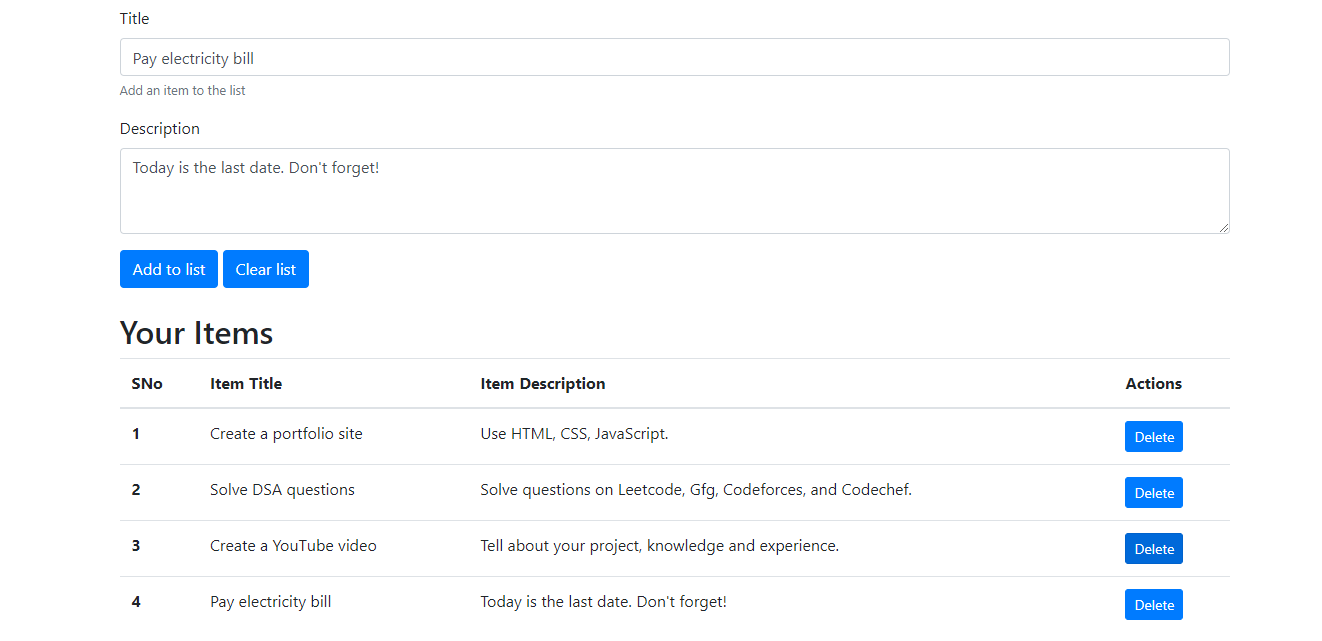 Title
Pay electricity bill
Add an item to the list
Description
Today is the last date. Don't forget!
Add to list Clear list
Your Items
SNo Item Title Item Description Actions
1 Create a portfolio site Use HTML, CSS, JavaScript. Delete
2 Solve DSA questions Solve questions on Leetcode, Gfg, Codeforces, and Codechef. Delete
3 Create a YouTube video Tell about your project, knowledge and experience. Delete
4 Pay electricity bill Today is the last date. Don't forget! Delete